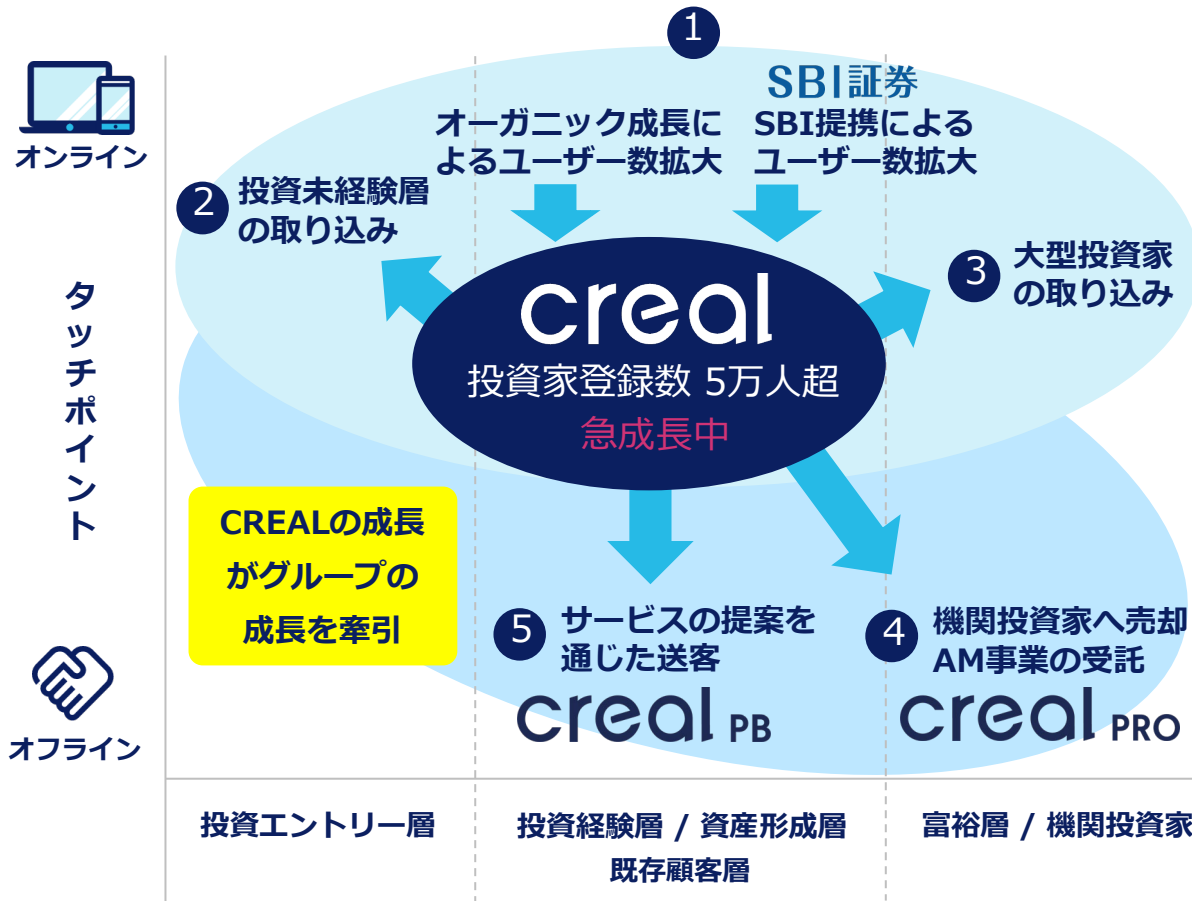 1
SBI証券
オーガニック成長に
よるユーザー数拡大
SBI提携による
ユーザー数拡大
オンライン
2
投資未経験層
の取り込み
3
大型投資家
の取り込み
creal
投資家登録数 5万人超
急成長中
タッチポイント
CREALの成長
がグループの
成長を牽引
5
サービスの提案を
通じた送客
creal PB
4
機関投資家へ売却
AM事業の受託
creal PRO
オフライン
投資エントリー層
投資経験層 / 資産形成層
既存顧客層
富裕層 / 機関投資家